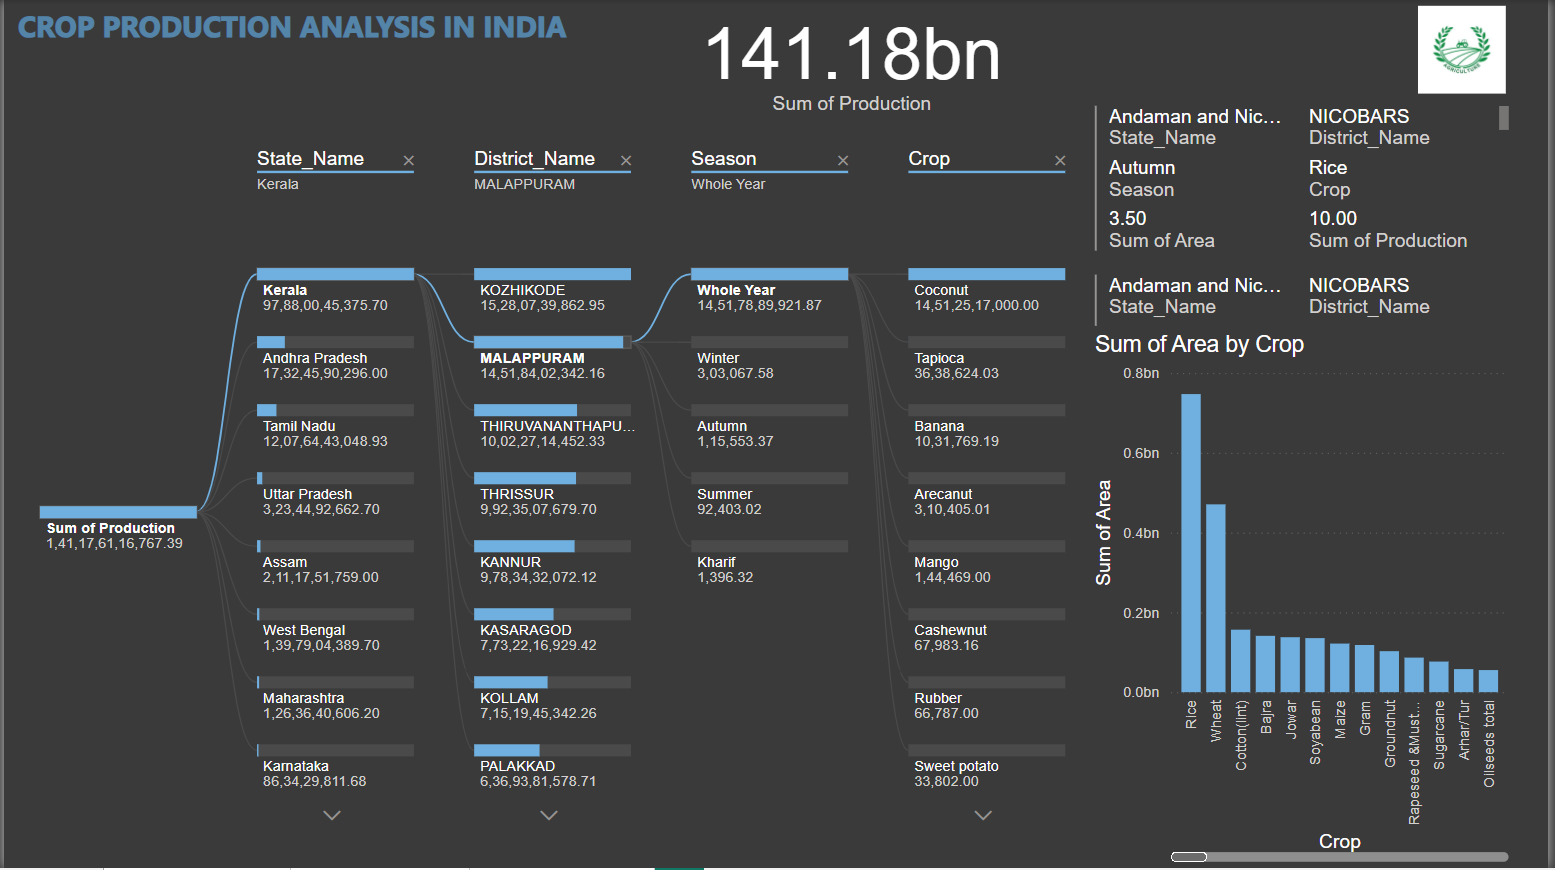 CROP PRODUCTION ANALYSIS IN INDIA
141.18bn
Sum of Production
AGRICULTURE
State_Name
Kerala
District_Name
MALAPPURAM
Season
Whole Year
Crop
Sum of Production
1,41,17,61,16,767.39
Kerala
97,88,00,45,375.70
Andhra Pradesh
17,32,45,90,296.00
Tamil Nadu
12,07,64,43,048.93
Uttar Pradesh
3,23,44,92,662.70
Assam
2,11,17,51,759.00
West Bengal
1,39,79,04,389.70
Maharashtra
1,26,36,40,606.20
Karnataka
86,34,29,811.68
KOZHIKODE
15,28,07,39,862.95
MALAPPURAM
14,51,84,02,342.16
THIRUVANANTHAPU...
10,02,27,14,452.33
THRISSUR
9,92,35,07,679.70
KANNUR
9,78,34,32,072.12
KASARAGOD
7,73,22,16,929.42
KOLLAM
7,15,19,45,342.26
PALAKKAD
6,36,93,81,578.71
Whole Year
14,51,78,89,921.87
Winter
3,03,067.58
Autumn
1,15,553.37
Summer
92,403.02
Kharif
1,396.32
Coconut
14,51,25,17,000.00
Tapioca
36,38,624.03
Banana
10,31,769.19
Arecanut
3,10,405.01
Mango
1,44,469.00
Cashewnut
67,983.16
Rubber
66,787.00
Sweet potato
33,802.00
Andaman and Nic... NICOBARS
State_Name District_Name
Autumn Rice
Season Crop
3.50 10.00
Sum of Area Sum of Production
Andaman and Nic... NICOBARS
State_Name District_Name
Sum of Area by Crop
Sum of Area
0.8bn
0.6bn
0.4bn
0.2bn
0.0bn
Rice
Wheat
Cotton(lint)
Bajra
Jowar
Soyabean
Maize
Gram
Groundnut
Rapeseed &Must...
Sugarcane
Arhar/Tur
Oilseeds total
Crop